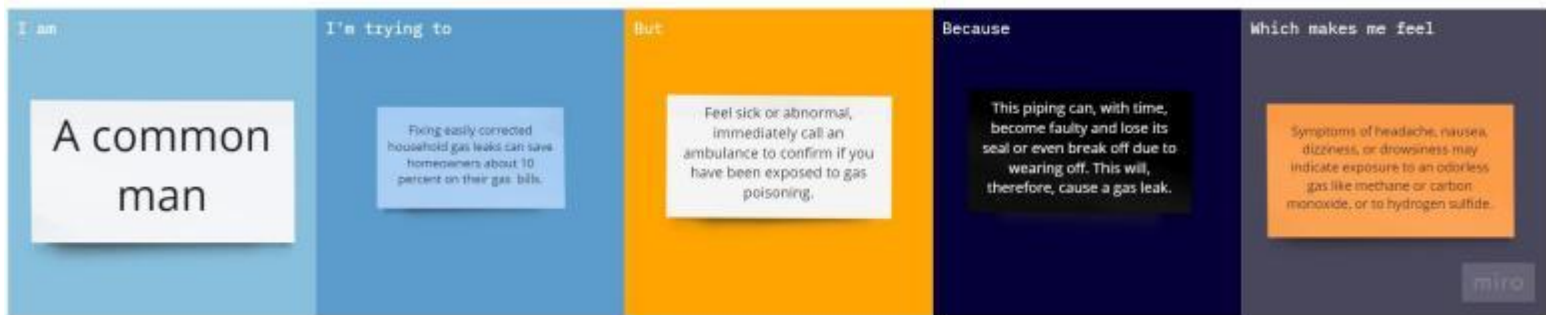 I am
A common
man
I'm trying to
Fixing easily corrected
household gas leaks can save
homeowners about 10
percent on their gas bills.
But
Feel sick or abnormal,
immediately call an
ambulance to confirm if you
have been exposed to gas
poisoning.
Because
This piping can, with time,
become faulty and lose its
seal or even break off due to
wearing off. This will,
therefore, cause a gas leak.
Which makes me feel
Symptoms of headache, nausea,
dizziness, or drowsiness may
indicate exposure to an odorless
gas like methane or carbon
monoxide, or to hydrogen sulfide.
miro